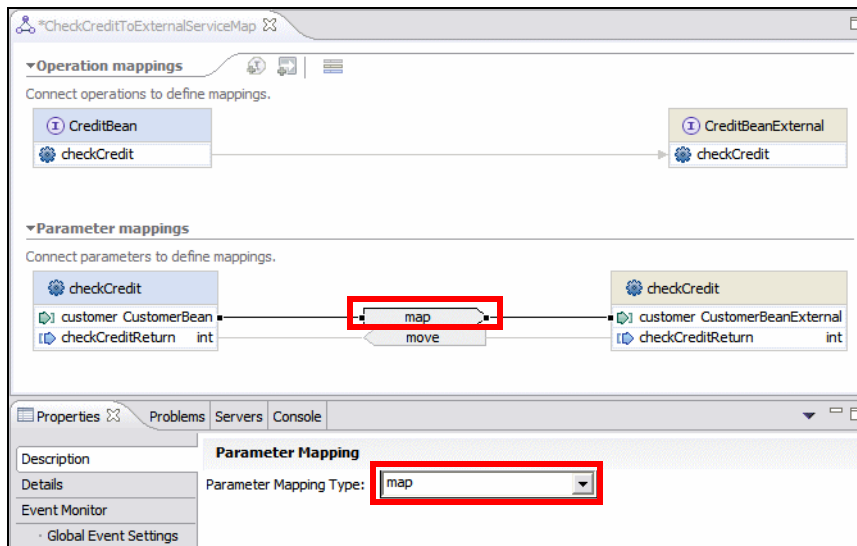 *CheckCreditToExternalServiceMap
Operation mappings
Connect operations to define mappings.
CreditBean
CreditBeanExternal
checkCredit
checkCredit
Parameter mappings
Connect parameters to define mappings.
checkCredit
checkCredit
customer CustomerBean
map
customer CustomerBeanExternal
checkCreditReturn int
move
checkCreditReturn int
Properties Problems Servers Console
Description
Parameter Mapping
Details
Parameter Mapping Type: map
Event Monitor
· Global Event Settings